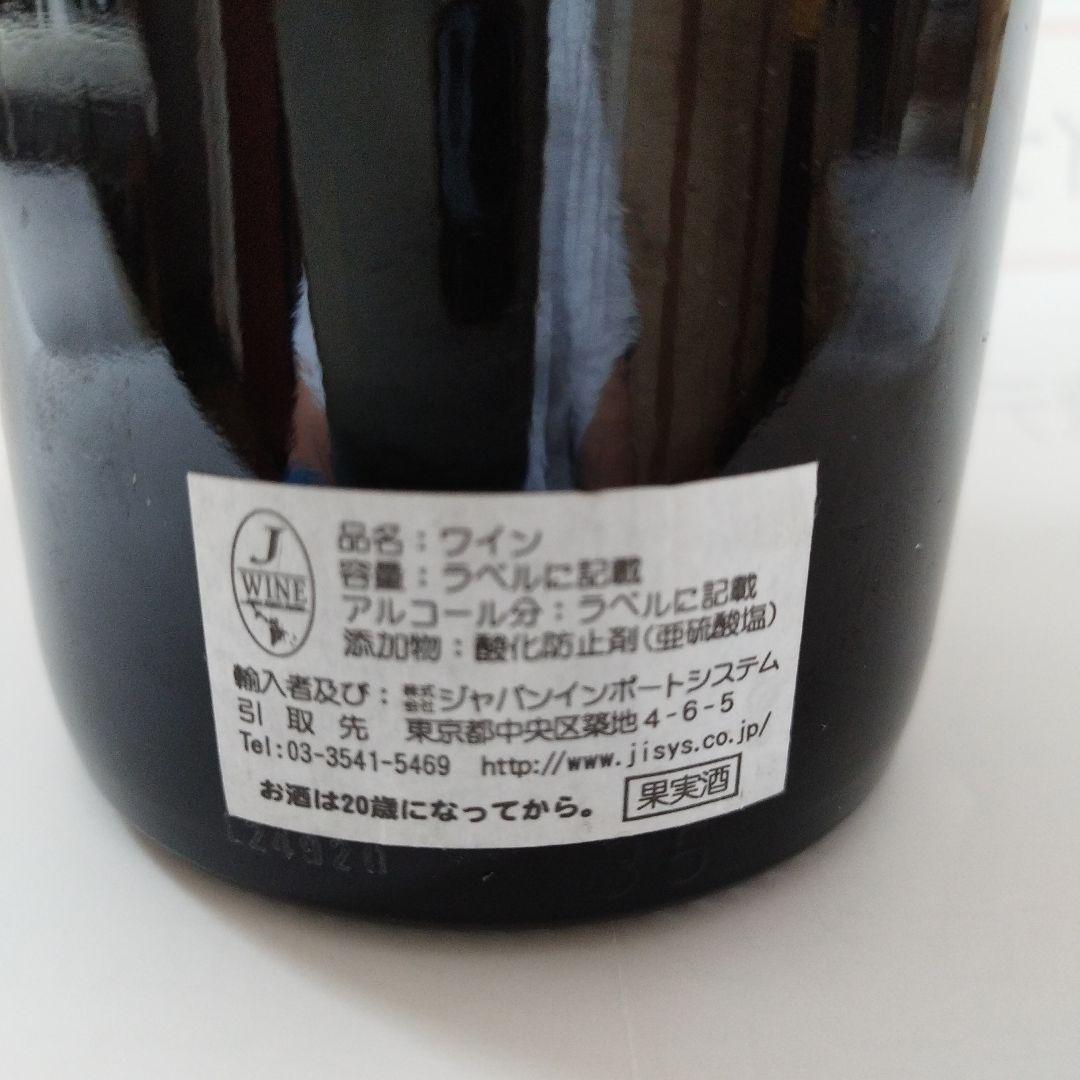 J
WINE
品名：ワイン
容量：ラベルに記載
アルコール分：ラベルに記載
添加物：酸化防止剤(亜硫酸塩)
輸入者及び：株式会社ジャパンインポートシステム
引取先 東京都中央区築地4-6-5
Tel:03-3541-5469 http://www.jisys.co.jp/
お酒は20歳になってから。 果実酒
L24920